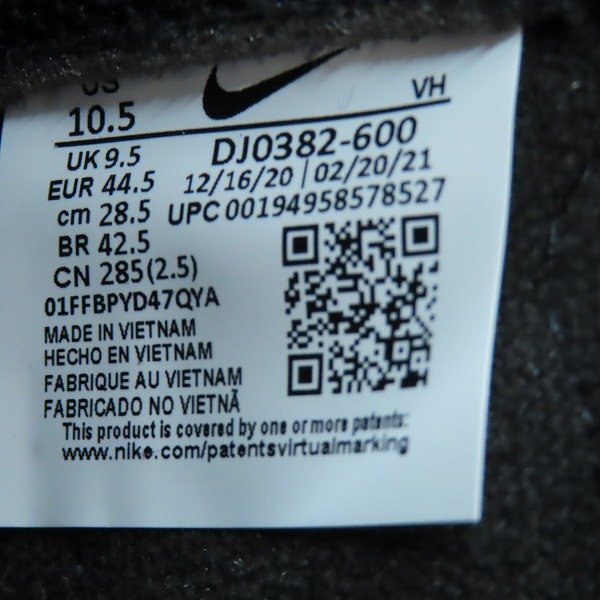 US
VH
10.5
UK 9.5
DJ0382-600
EUR 44.5
12/16/20 | 02/20/21
cm 28.5
UPC 00194958578527
BR 42.5
CN 285(2.5)
01FFBPYD47QYA
MADE IN VIETNAM
HECHO EN VIETNAM
FABRIQUE AU VIETNAM
FABRICADO NO VIETNÃ
This product is covered by one or more patents:
www.nike.com/patentsvirtualmarking